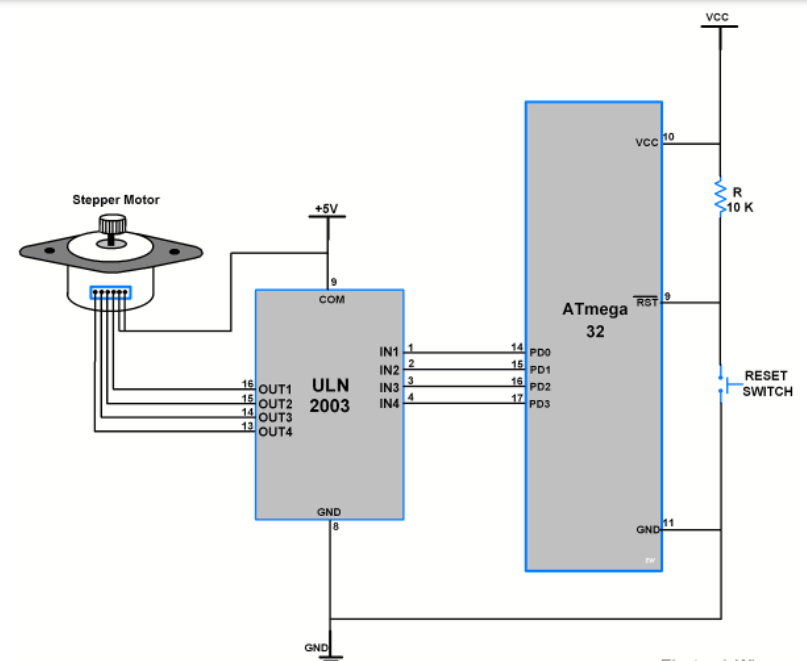 VCC
VCC 10
Stepper Motor
R
10 K
+5V
9
COM
RST 9
ATmega
32
IN1 1 14 PD0
IN2 2 15 PD1
IN3 3 16 PD2
IN4 4 17 PD3
ULN
2003
16 OUT1
15 OUT2
14 OUT3
13 OUT4
RESET
SWITCH
GND
8
GND 11
EW
GND